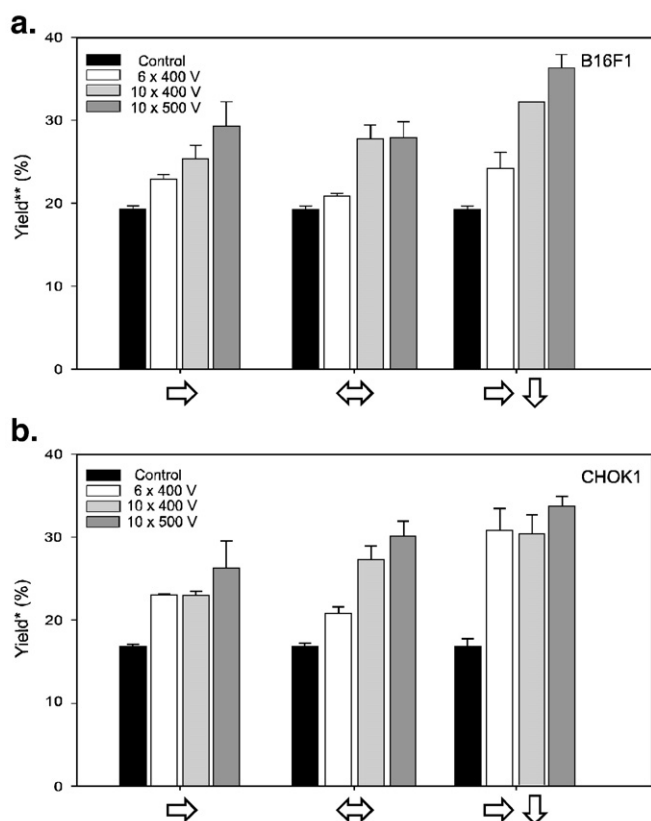 a.
B16F1
Control
6 x 400 V
10 x 400 V
10 x 500 V
40
30
20
10
0
Yield** (%)
b.
CHOK1
Control
6 x 400 V
10 x 400 V
10 x 500 V
40
30
20
10
0
Yield* (%)